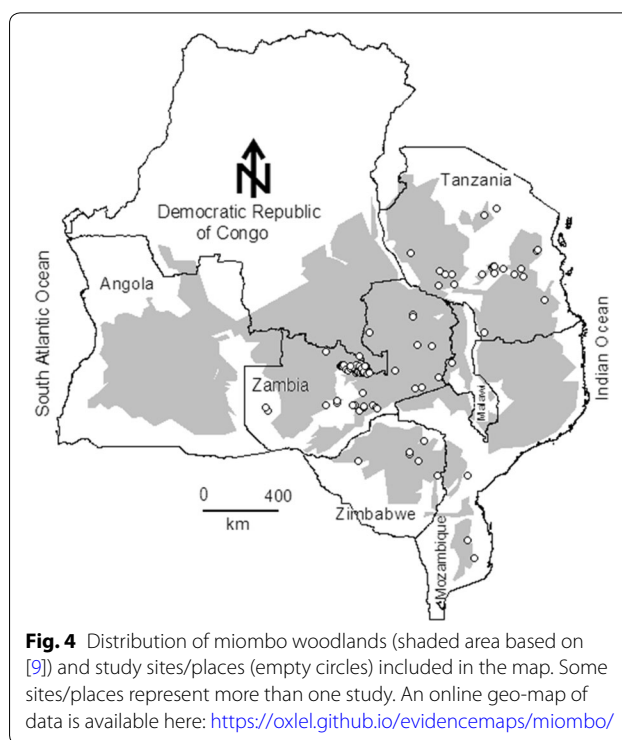 Tanzania
N
Democratic Republic
of Congo
Angola
South Atlantic Ocean
Indian Ocean
Zambia
Malawi
0 400
km
Zimbabwe
Mozambique
Fig. 4 Distribution of miombo woodlands (shaded area based on
[9]) and study sites/places (empty circles) included in the map. Some
sites/places represent more than one study. An online geo-map of
data is available here: https://oxlel.github.io/evidencemaps/miombo/